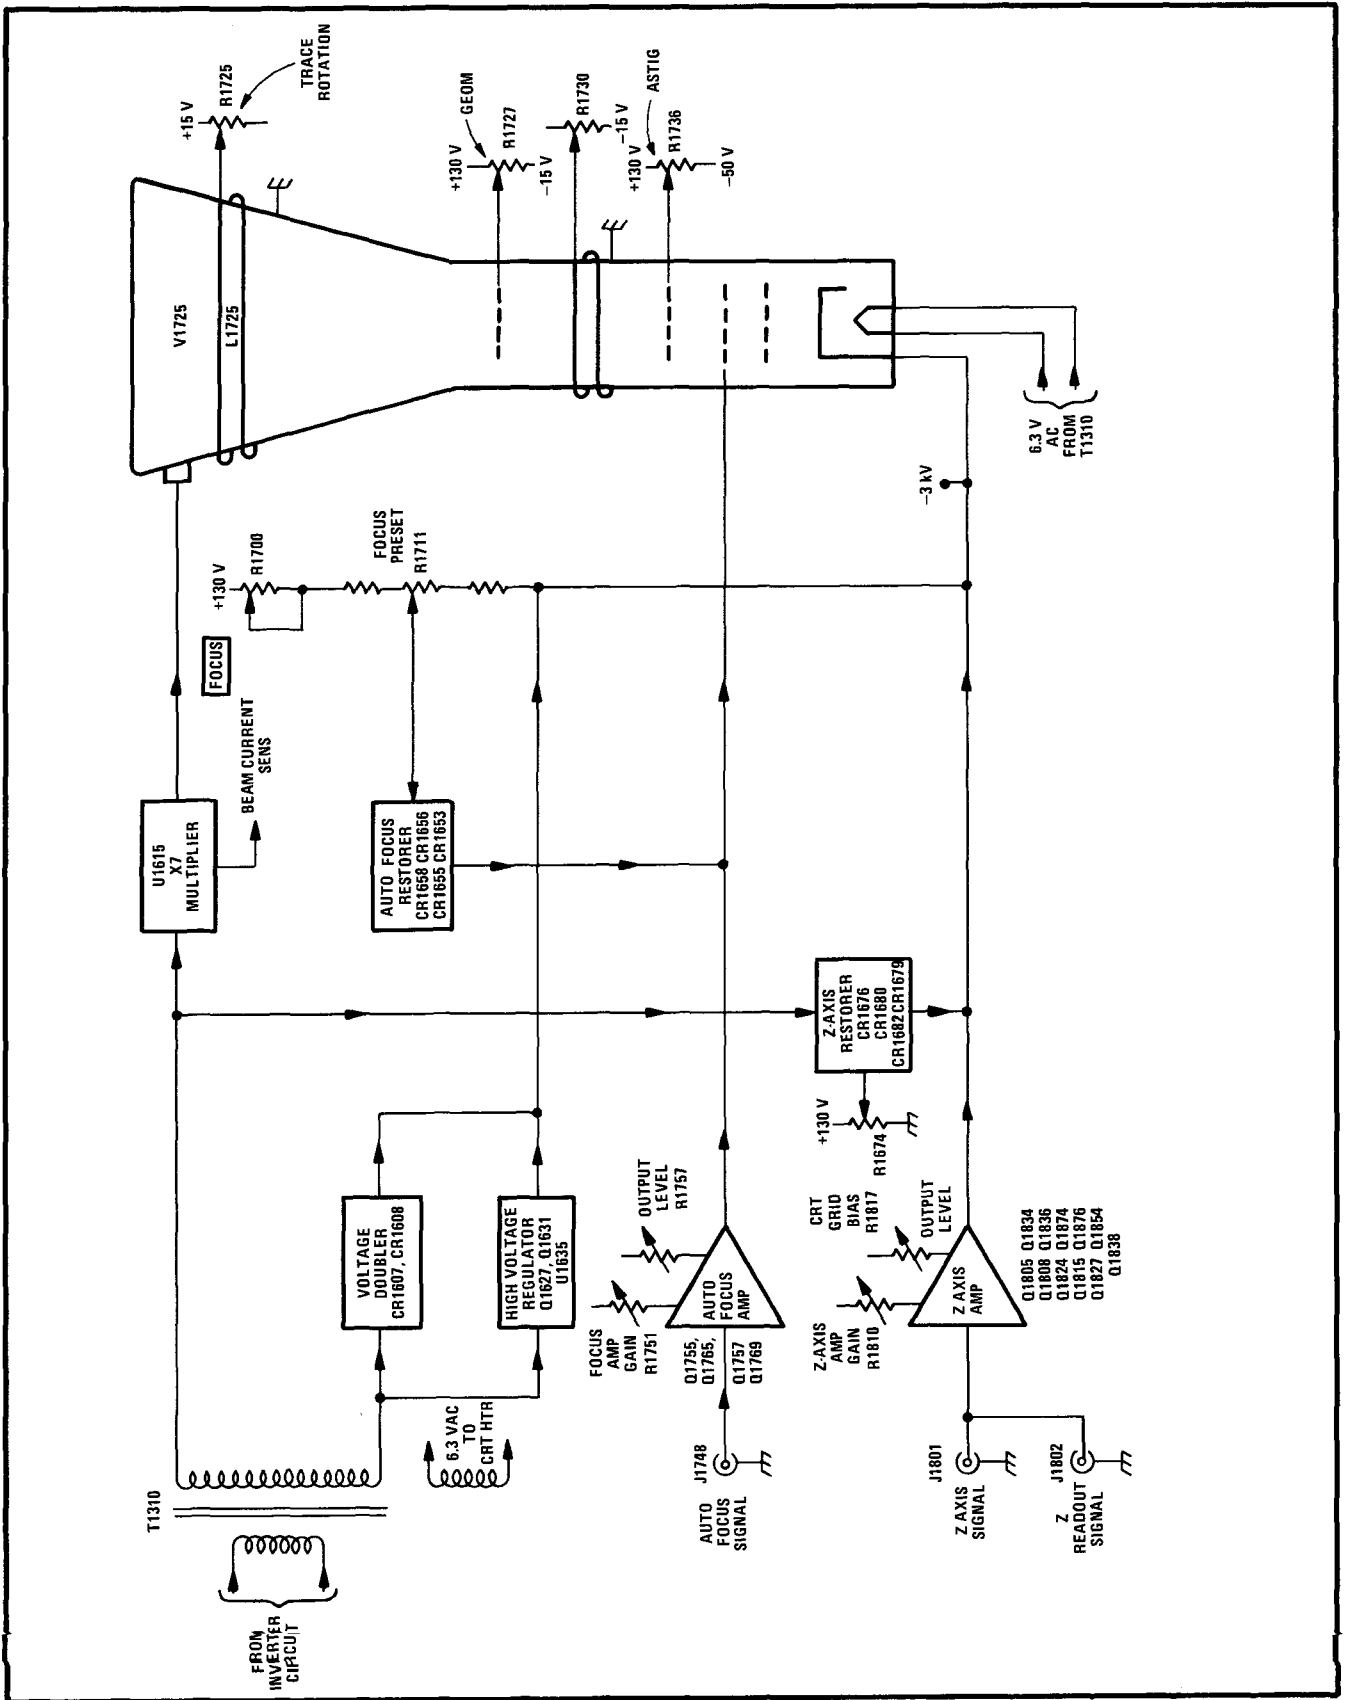 FROM
INVERTER
CIRCUIT
T1310
6.3 VAC
TO
CRT HTR
VOLTAGE
DOUBLER
CR1607, CR1608
HIGH VOLTAGE
REGULATOR
Q1627, Q1631
U1635
U1615
X7
MULTIPLIER
BEAM CURRENT
SENS
FOCUS
+130 V
R1700
FOCUS
PRESET
R1711
AUTO FOCUS
RESTORER
CR1658 CR1656
CR1655 CR1653
V1725
L1725
+15 V
R1725
TRACE
ROTATION
GEOM
+130 V
R1727
-15 V
R1730
-15 V
ASTIG
+130 V
R1736
-50 V
AUTO
FOCUS
SIGNAL
J1748
Q1755,
Q1765,
Q1757
Q1769
FOCUS
AMP
GAIN
R1751
OUTPUT
LEVEL
R1757
AUTO
FOCUS
AMP
Z-AXIS
RESTORER
CR1676
CR1680
CR1682 CR1679
+130 V
R1674
CRT
GRID
BIAS
R1817
OUTPUT
LEVEL
Z-AXIS
AMP
GAIN
R1810
Z AXIS
AMP
Q1805 Q1834
Q1808 Q1836
Q1824 Q1874
Q1815 Q1876
Q1827 Q1854
Q1838
J1801
Z AXIS
SIGNAL
J1802
Z
READOUT
SIGNAL
-3 kV
6.3 V
AC
FROM
T1310